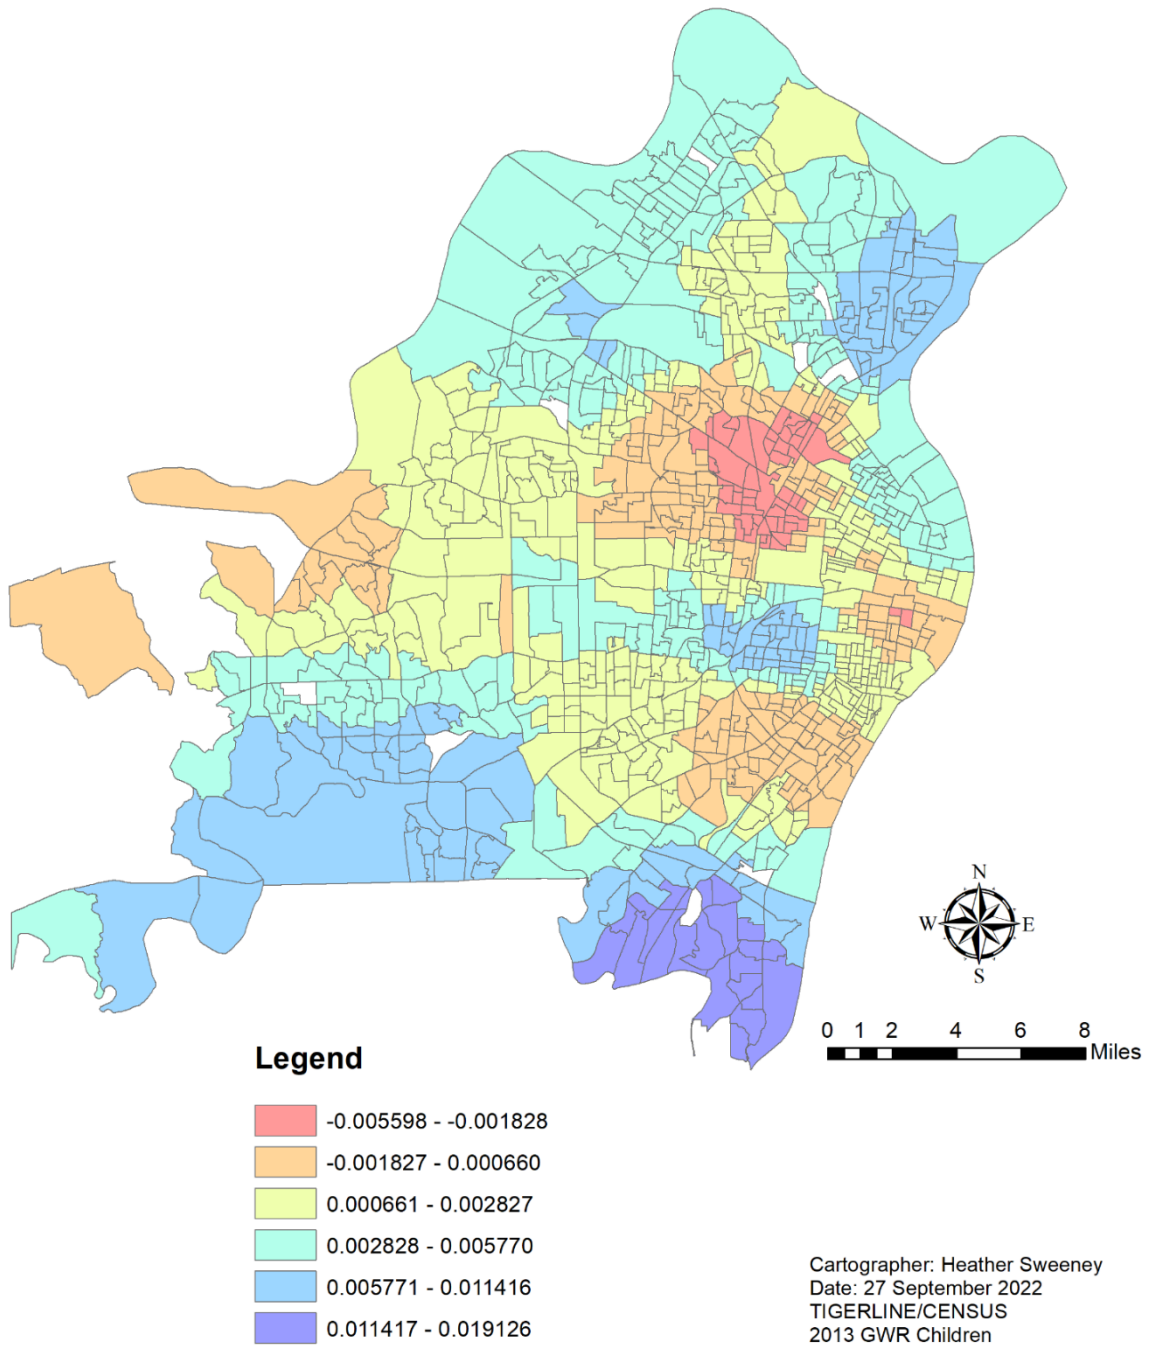 N
W E
S
0 1 2 4 6 8
Miles
Legend
-0.005598 - -0.001828
-0.001827 - 0.000660
0.000661 - 0.002827
0.002828 - 0.005770
0.005771 - 0.011416
0.011417 - 0.019126
Cartographer: Heather Sweeney
Date: 27 September 2022
TIGERLINE/CENSUS
2013 GWR Children